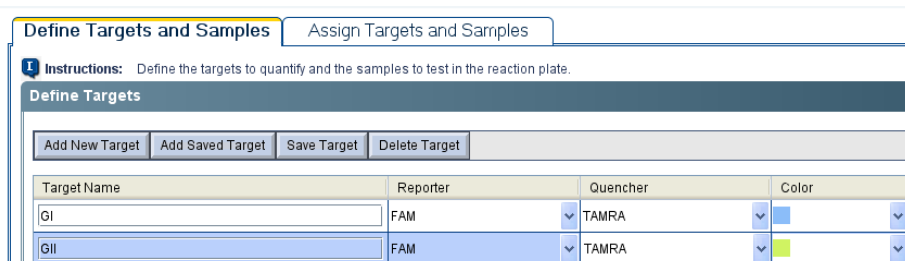 Define Targets and Samples Assign Targets and Samples
I Instructions: Define the targets to quantify and the samples to test in the reaction plate.
Define Targets
Add New Target Add Saved Target Save Target Delete Target
Target Name Reporter Quencher Color
GI FAM TAMRA
GII FAM TAMRA